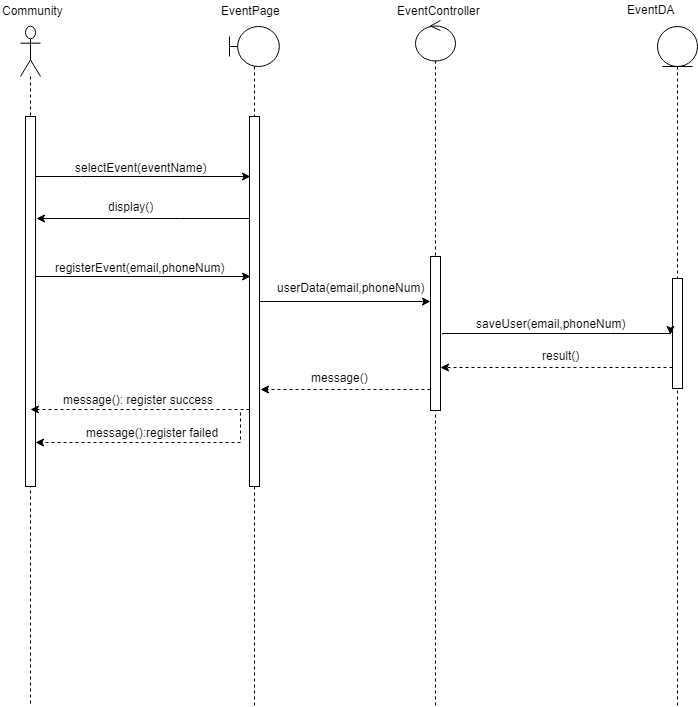 Community
EventPage
EventController
EventDA
selectEvent(eventName)
display()
registerEvent(email,phoneNum)
userData(email,phoneNum)
saveUser(email,phoneNum)
result()
message()
message(): register success
message():register failed